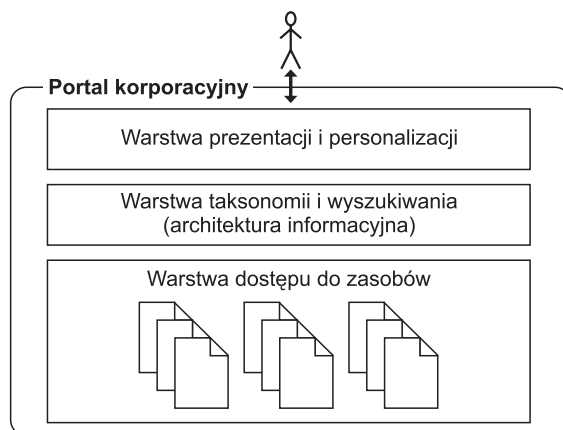 Portal korporacyjny
Warstwa prezentacji i personalizacji
Warstwa taksonomii i wyszukiwania
(architektura informacyjna)
Warstwa dostępu do zasobów